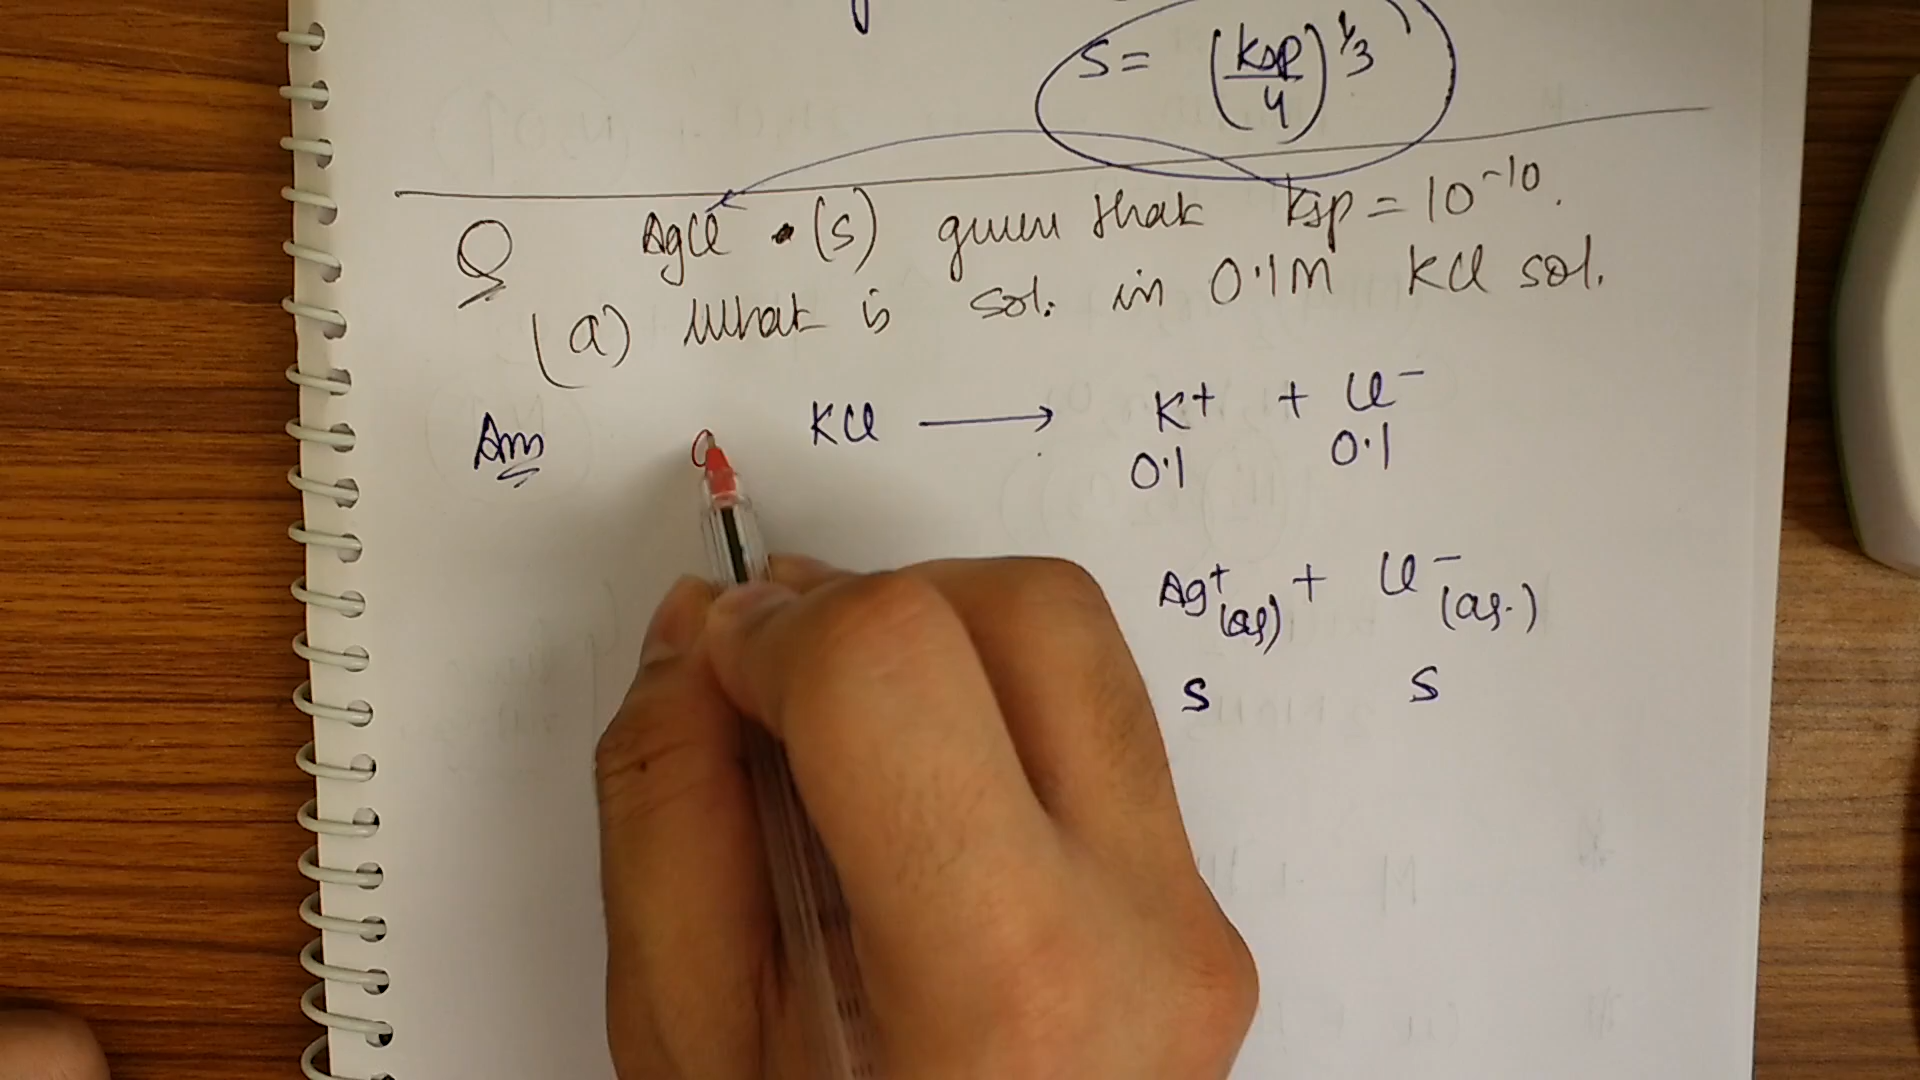 S = (Ksp/4)^1/3
Q AgCl (s) given that Ksp = 10^-10.
(a) What is sol. in 0.1M KCl sol.
Ans KCl ⟶ K+ + Cl-
0.1 0.1
Ag+ (aq) + Cl- (aq.)
S S